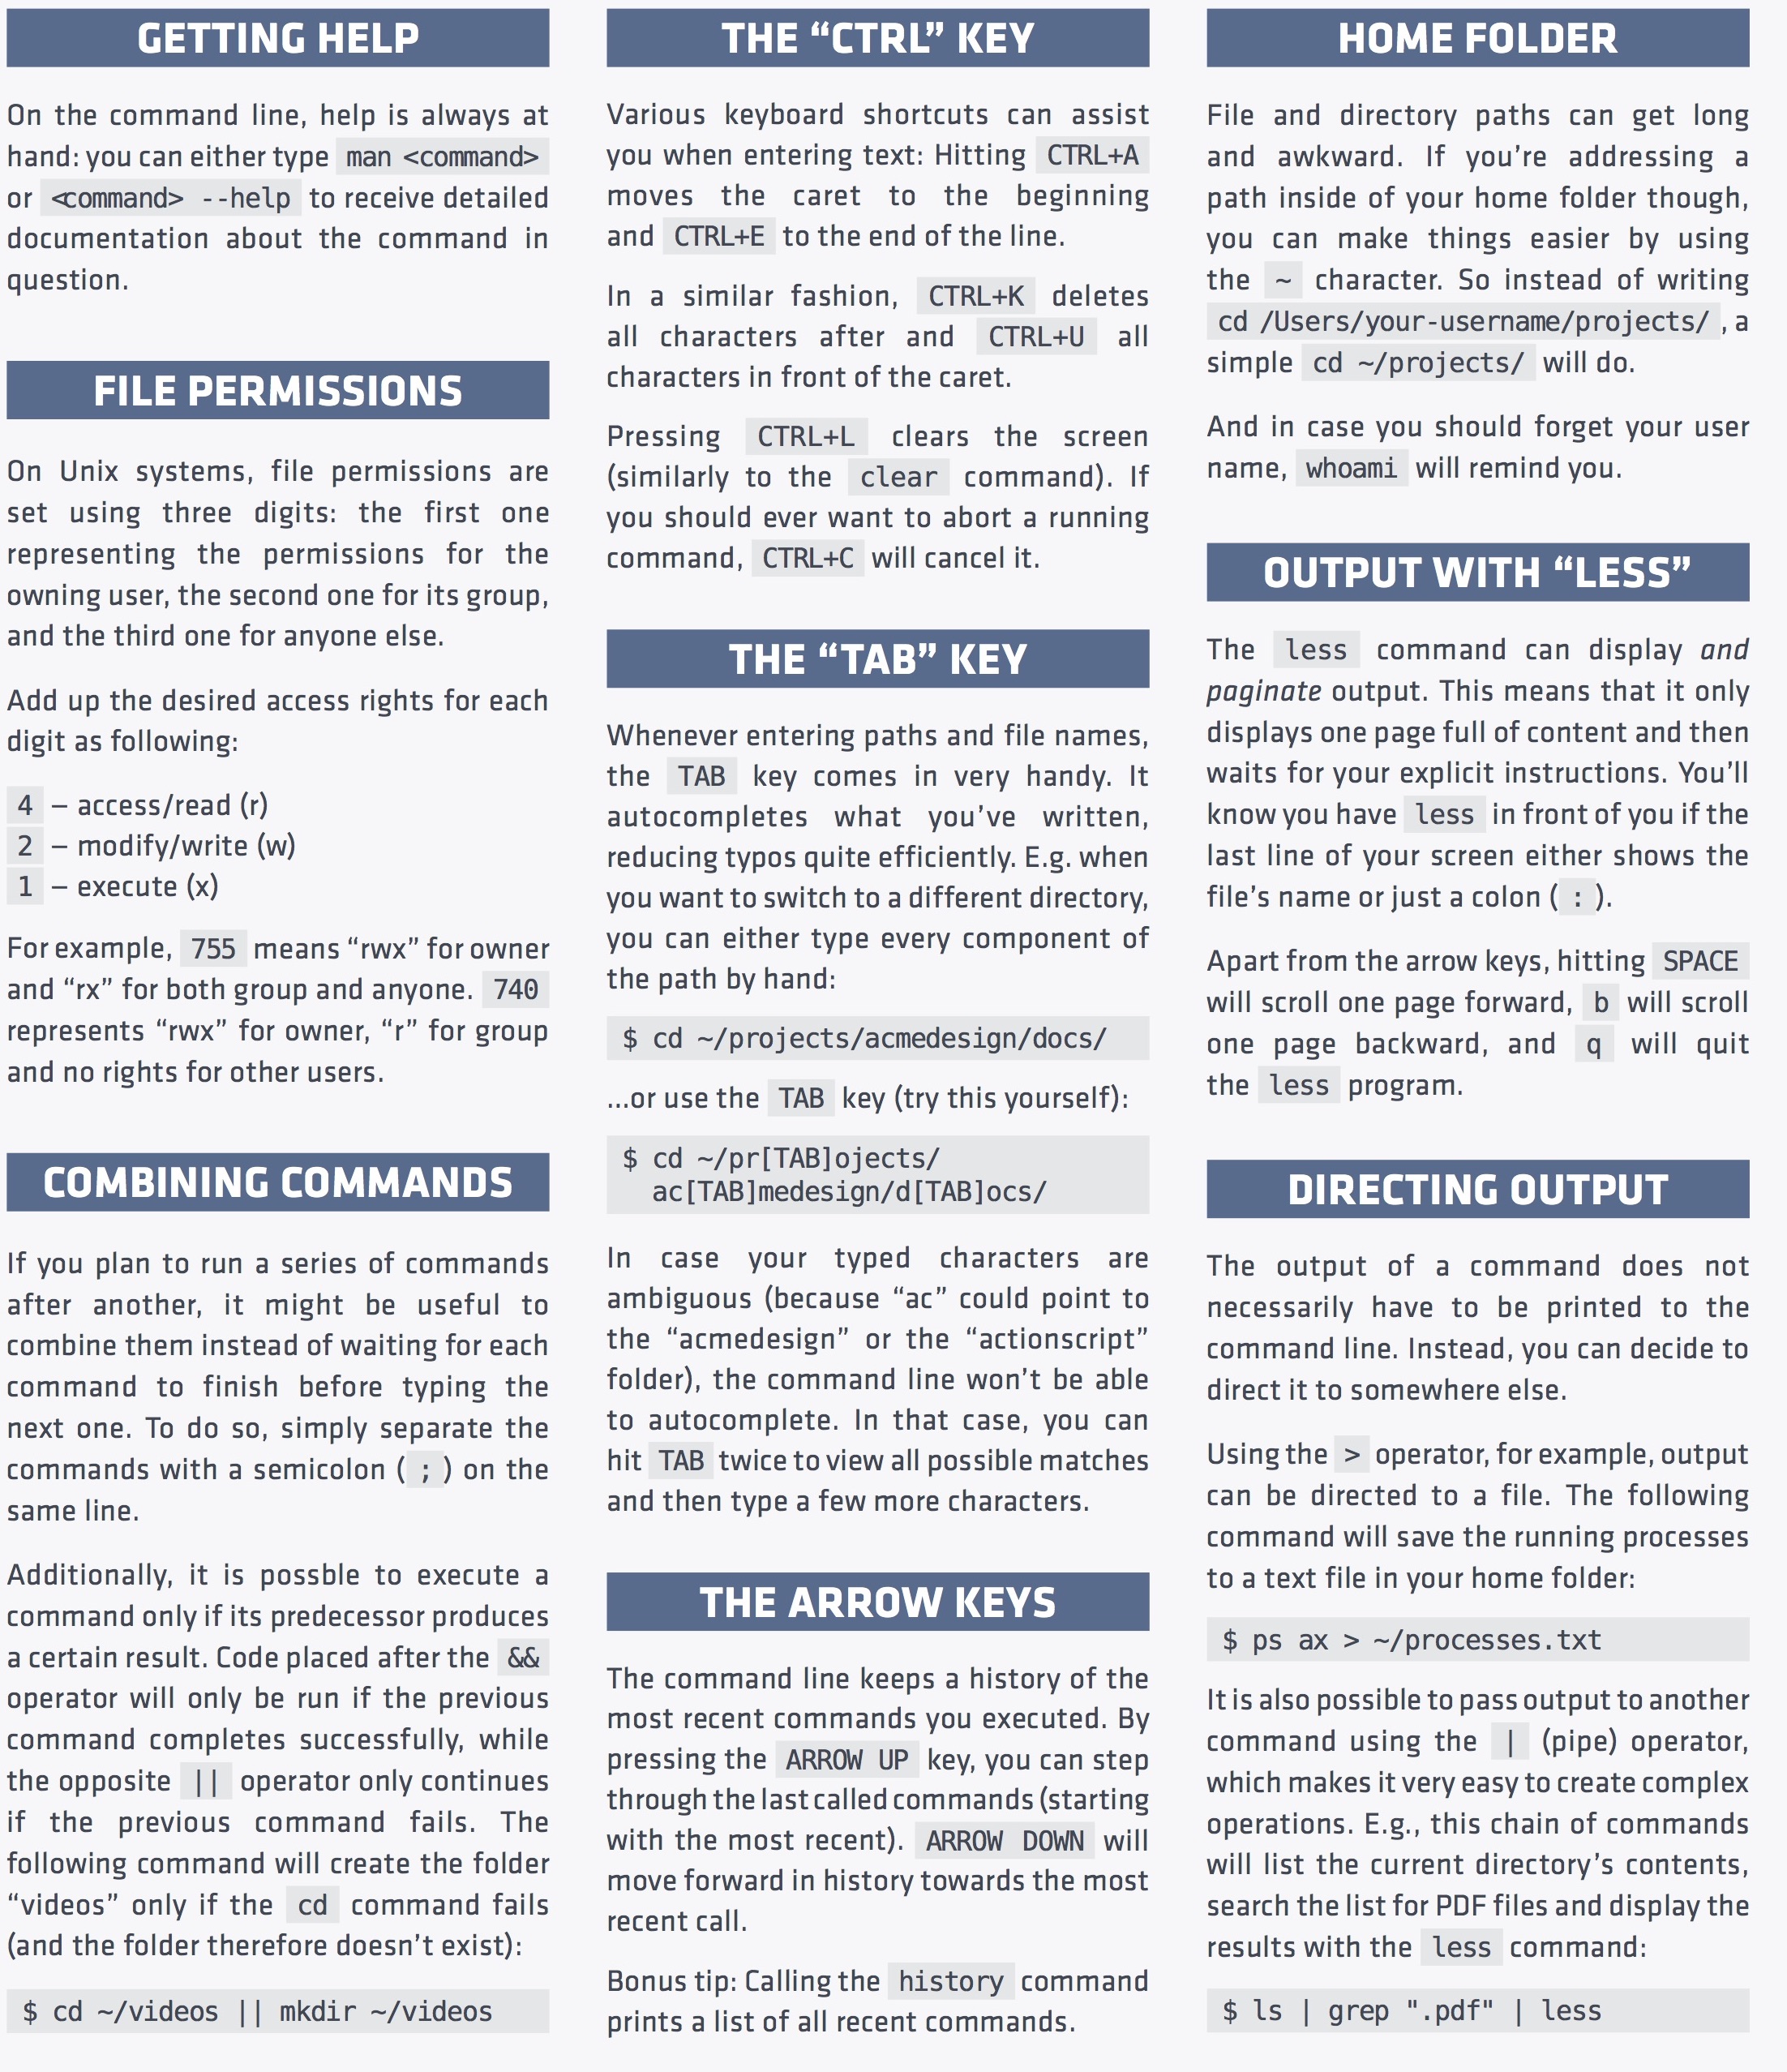 GETTING HELP
On the command line, help is always at
hand: you can either type man <command>
or <command> --help to receive detailed
documentation about the command in
question.
FILE PERMISSIONS
On Unix systems, file permissions are
set using three digits: the first one
representing the permissions for the
owning user, the second one for its group,
and the third one for anyone else.
Add up the desired access rights for each
digit as following:
4 – access/read (r)
2 – modify/write (w)
1 – execute (x)
For example, 755 means “rwx” for owner
and “rx” for both group and anyone. 740
represents “rwx” for owner, “r” for group
and no rights for other users.
COMBINING COMMANDS
If you plan to run a series of commands
after another, it might be useful to
combine them instead of waiting for each
command to finish before typing the
next one. To do so, simply separate the
commands with a semicolon ( ; ) on the
same line.
Additionally, it is possble to execute a
command only if its predecessor produces
a certain result. Code placed after the &&
operator will only be run if the previous
command completes successfully, while
the opposite || operator only continues
if the previous command fails. The
following command will create the folder
“videos” only if the cd command fails
(and the folder therefore doesn’t exist):
$ cd ~/videos || mkdir ~/videos
THE “CTRL” KEY
Various keyboard shortcuts can assist
you when entering text: Hitting CTRL+A
moves the caret to the beginning
and CTRL+E to the end of the line.
In a similar fashion, CTRL+K deletes
all characters after and CTRL+U all
characters in front of the caret.
Pressing CTRL+L clears the screen
(similarly to the clear command). If
you should ever want to abort a running
command, CTRL+C will cancel it.
THE “TAB” KEY
Whenever entering paths and file names,
the TAB key comes in very handy. It
autocompletes what you’ve written,
reducing typos quite efficiently. E.g. when
you want to switch to a different directory,
you can either type every component of
the path by hand:
$ cd ~/projects/acmedesign/docs/
...or use the TAB key (try this yourself):
$ cd ~/pr[TAB]ojects/
ac[TAB]medesign/d[TAB]ocs/
In case your typed characters are
ambiguous (because “ac” could point to
the “acmedesign” or the “actionscript”
folder), the command line won’t be able
to autocomplete. In that case, you can
hit TAB twice to view all possible matches
and then type a few more characters.
THE ARROW KEYS
The command line keeps a history of the
most recent commands you executed. By
pressing the ARROW UP key, you can step
through the last called commands (starting
with the most recent). ARROW DOWN will
move forward in history towards the most
recent call.
Bonus tip: Calling the history command
prints a list of all recent commands.
HOME FOLDER
File and directory paths can get long
and awkward. If you’re addressing a
path inside of your home folder though,
you can make things easier by using
the ~ character. So instead of writing
cd /Users/your-username/projects/ , a
simple cd ~/projects/ will do.
And in case you should forget your user
name, whoami will remind you.
OUTPUT WITH “LESS”
The less command can display and
paginate output. This means that it only
displays one page full of content and then
waits for your explicit instructions. You’ll
know you have less in front of you if the
last line of your screen either shows the
file’s name or just a colon ( : ).
Apart from the arrow keys, hitting SPACE
will scroll one page forward, b will scroll
one page backward, and q will quit
the less program.
DIRECTING OUTPUT
The output of a command does not
necessarily have to be printed to the
command line. Instead, you can decide to
direct it to somewhere else.
Using the > operator, for example, output
can be directed to a file. The following
command will save the running processes
to a text file in your home folder:
$ ps ax > ~/processes.txt
It is also possible to pass output to another
command using the | (pipe) operator,
which makes it very easy to create complex
operations. E.g., this chain of commands
will list the current directory’s contents,
search the list for PDF files and display the
results with the less command:
$ ls | grep ".pdf" | less